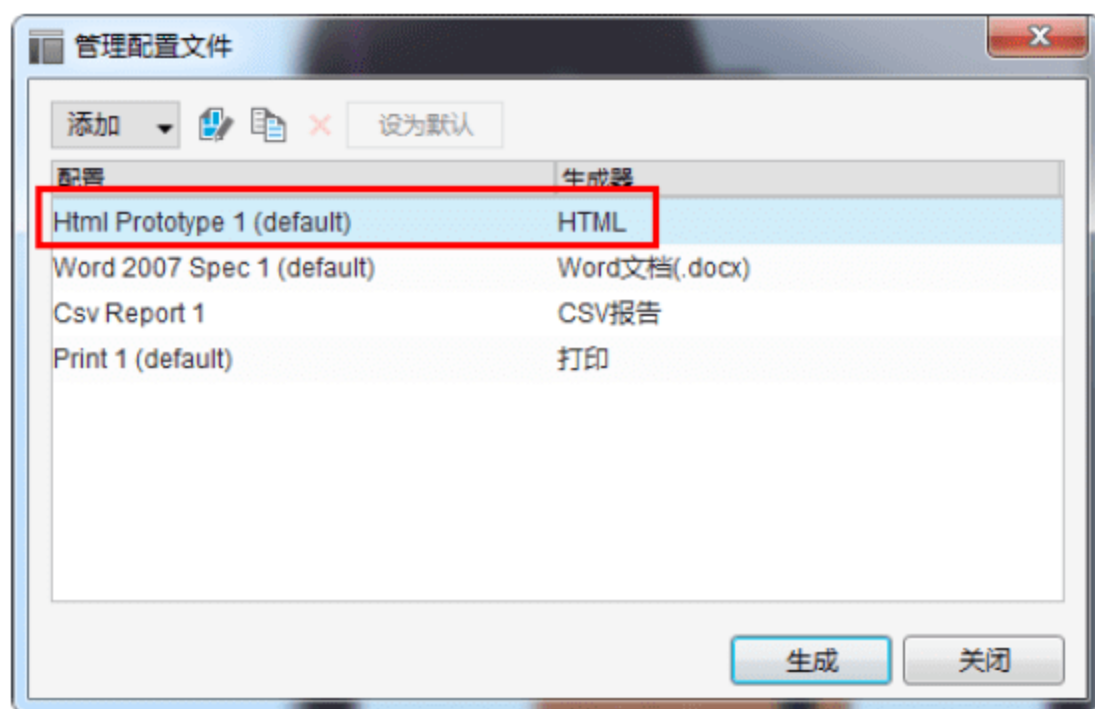 管理配置文件
添加 设为默认
配置 生成器
Html Prototype 1 (default) HTML
Word 2007 Spec 1 (default) Word文档(.docx)
Csv Report 1 CSV报告
Print 1 (default) 打印
生成 关闭